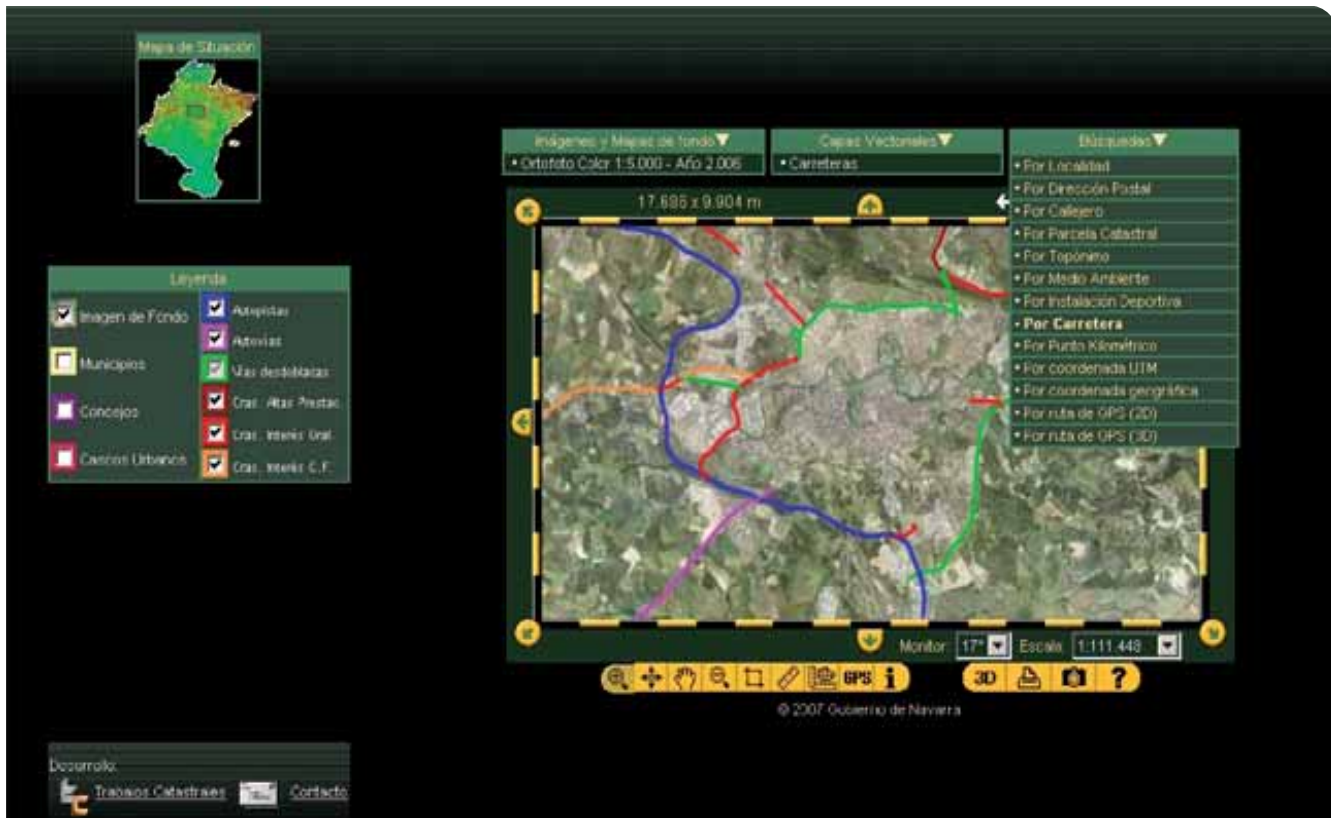 Mapa de Situación
Imágenes y Mapas de fondo
• Ortofoto Color 1:5.000 - Año 2.006
Capas Vectoriales
• Carreteras
Búsquedas
• Por Localidad
• Por Dirección Postal
• Por Callejero
• Por Parcela Catastral
• Por Topónimo
• Por Medio Ambiente
• Por Instalación Deportiva
• Por Carretera
• Por Punto Kilométrico
• Por coordenada UTM
• Por coordenada geográfica
• Por ruta de GPS (2D)
• Por ruta de GPS (3D)
17.686 x 9.904 m
Leyenda
Imagen de Fondo
Municipios
Concejos
Cascos Urbanos
Autopistas
Autovías
Vías desdobladas
Cras. Altas Prestac.
Cras. Interés Gral.
Cras. Interés C.F.
Monitor: 17" Escala: 1:111.448
GPS i
3D ?
© 2007 Gobierno de Navarra
Desarrollo:
Trabajos Catastrales
Contacto